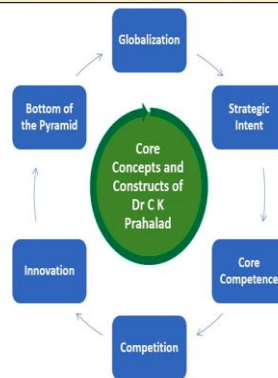 Globalization
Strategic
Intent
Core
Competence
Competition
Innovation
Bottom of
the Pyramid
Core
Concepts and
Constructs of
Dr C K
Prahalad